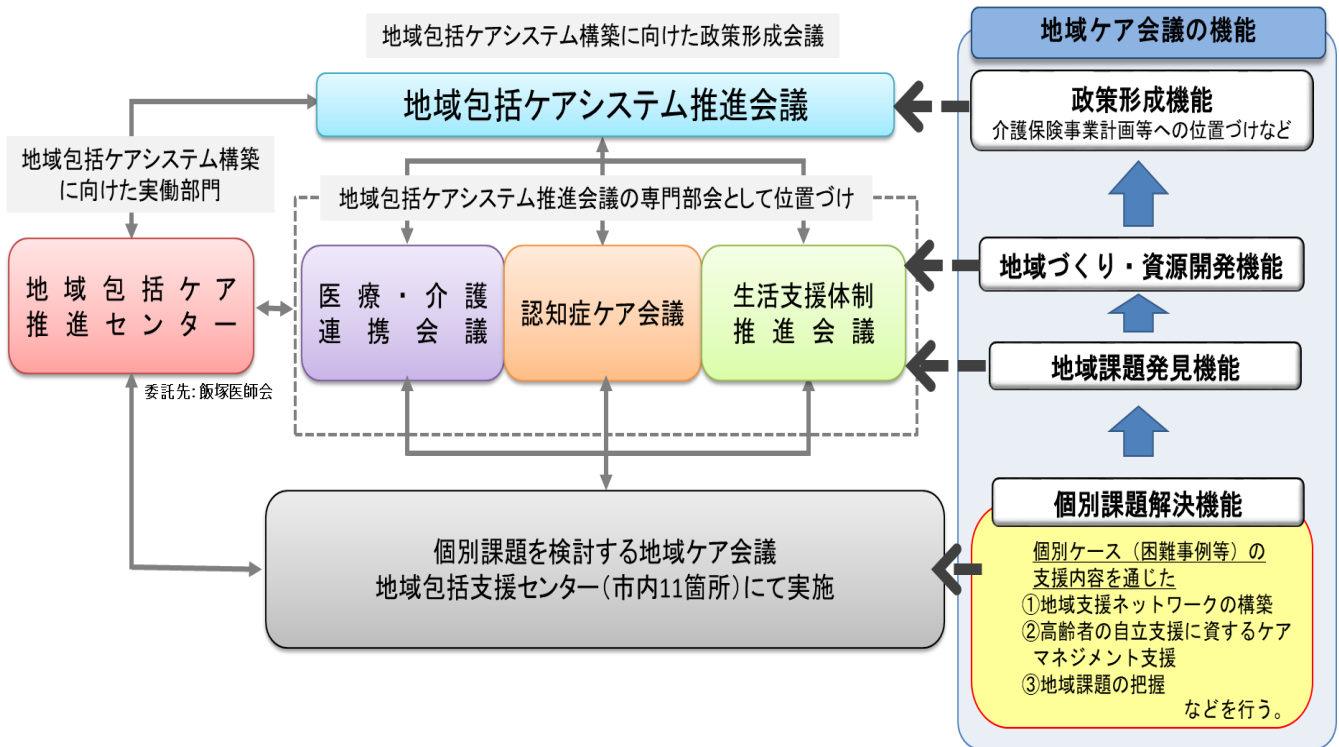 地域包括ケアシステム構築に向けた政策形成会議
地域包括ケアシステム推進会議
地域包括ケアシステム構築
に向けた実働部門
地域包括ケアシステム推進会議の専門部会として位置づけ
地域包括ケア
推進センター
委託先:飯塚医師会
医療・介護
連携会議
認知症ケア会議
生活支援体制
推進会議
個別課題を検討する地域ケア会議
地域包括支援センター(市内11箇所)にて実施
地域ケア会議の機能
政策形成機能
介護保険事業計画等への位置づけなど
地域づくり・資源開発機能
地域課題発見機能
個別課題解決機能
個別ケース(困難事例等)の
支援内容を通じた
①地域支援ネットワークの構築
②高齢者の自立支援に資するケア
マネジメント支援
③地域課題の把握
などを行う。